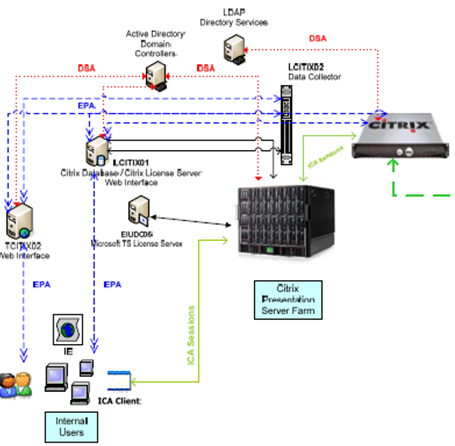 LDAP
Directory Services
Active Directory
Domain
Controllers
DSA
LCITIX02
Data Collector
DSA
DSA
EPA
CITRIX
ICA Sessions
LCITIX01
Citrix Database / Citrix License Server
Web Interface
EIUDC05
Microsoft TS License Server
TCITIX02
Web Interface
EPA
EPA
ICA Sessions
Citrix
Presentation
Server Farm
IE
ICA Client:
Internal
Users